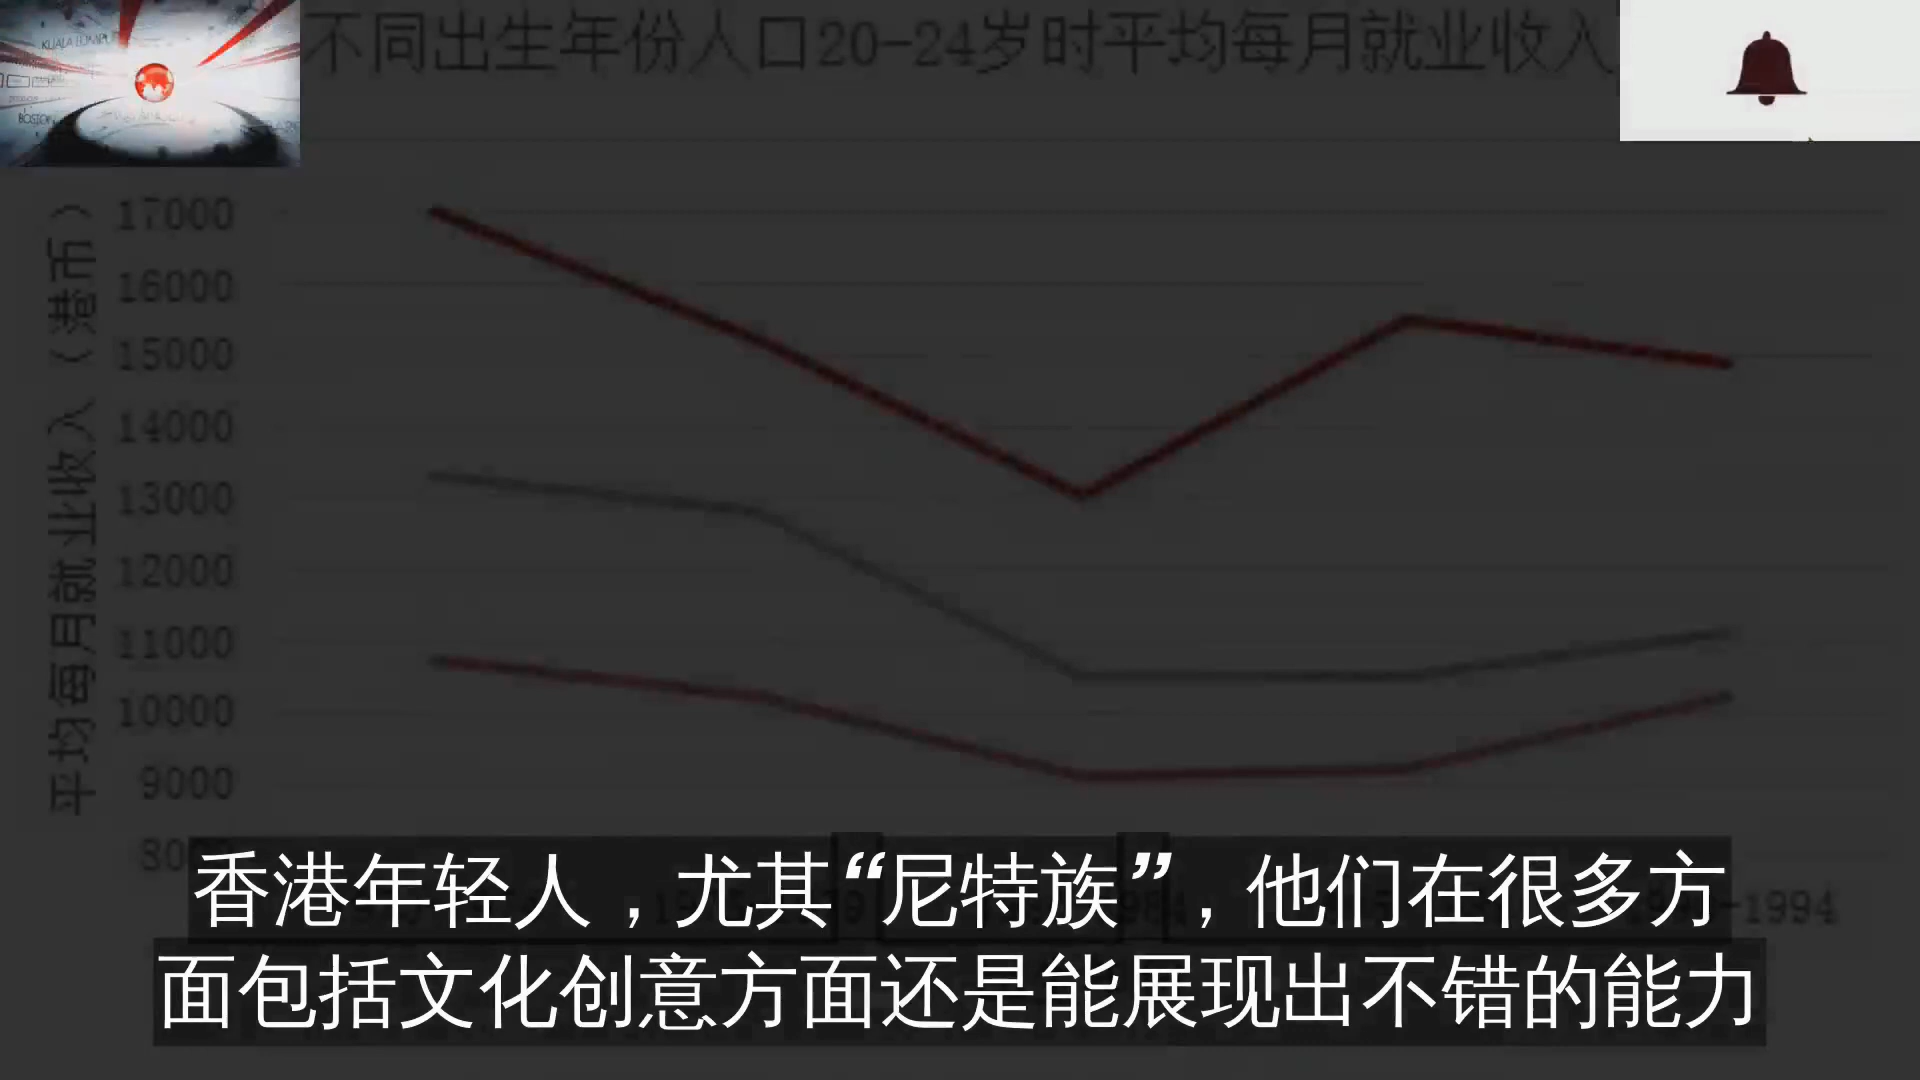 KUALA LUMPU
BOSTON
不同出生年份人口20-24岁时平均每月就业收入
平均每月就业收入（港币）
17000
16000
15000
14000
13000
12000
11000
10000
9000
-1994
香港年轻人，尤其“尼特族”，他们在很多方
面包括文化创意方面还是能展现出不错的能力